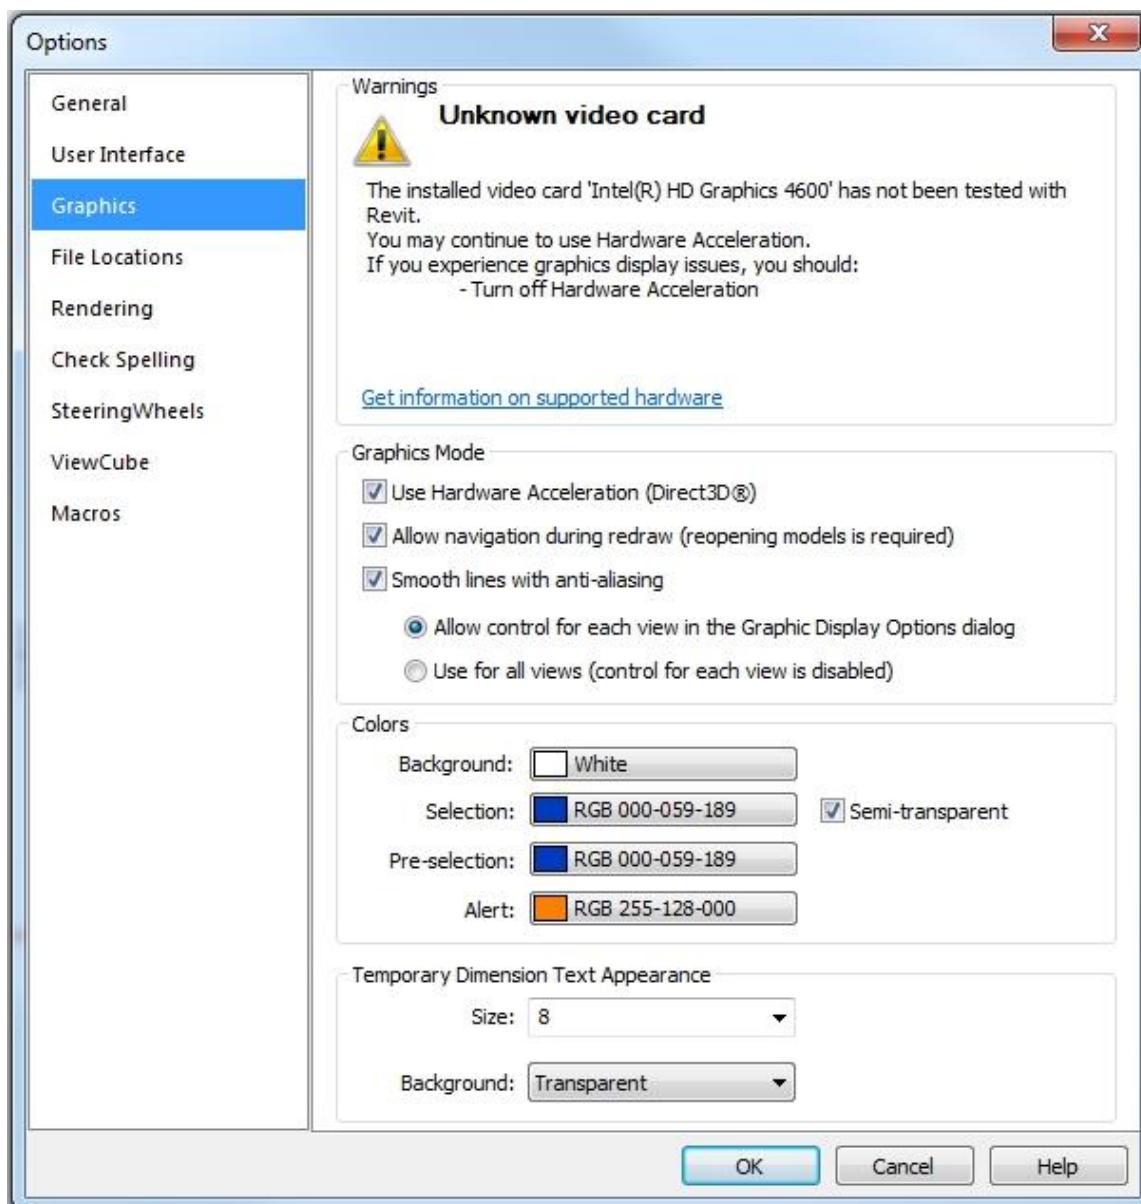 Options
General
User Interface
Graphics
File Locations
Rendering
Check Spelling
SteeringWheels
ViewCube
Macros
Warnings
Unknown video card
The installed video card 'Intel(R) HD Graphics 4600' has not been tested with
Revit.
You may continue to use Hardware Acceleration.
If you experience graphics display issues, you should:
- Turn off Hardware Acceleration
Get information on supported hardware
Graphics Mode
Use Hardware Acceleration (Direct3D®)
Allow navigation during redraw (reopening models is required)
Smooth lines with anti-aliasing
Allow control for each view in the Graphic Display Options dialog
Use for all views (control for each view is disabled)
Colors
Background: White
Selection: RGB 000-059-189 Semi-transparent
Pre-selection: RGB 000-059-189
Alert: RGB 255-128-000
Temporary Dimension Text Appearance
Size: 8
Background: Transparent
OK Cancel Help